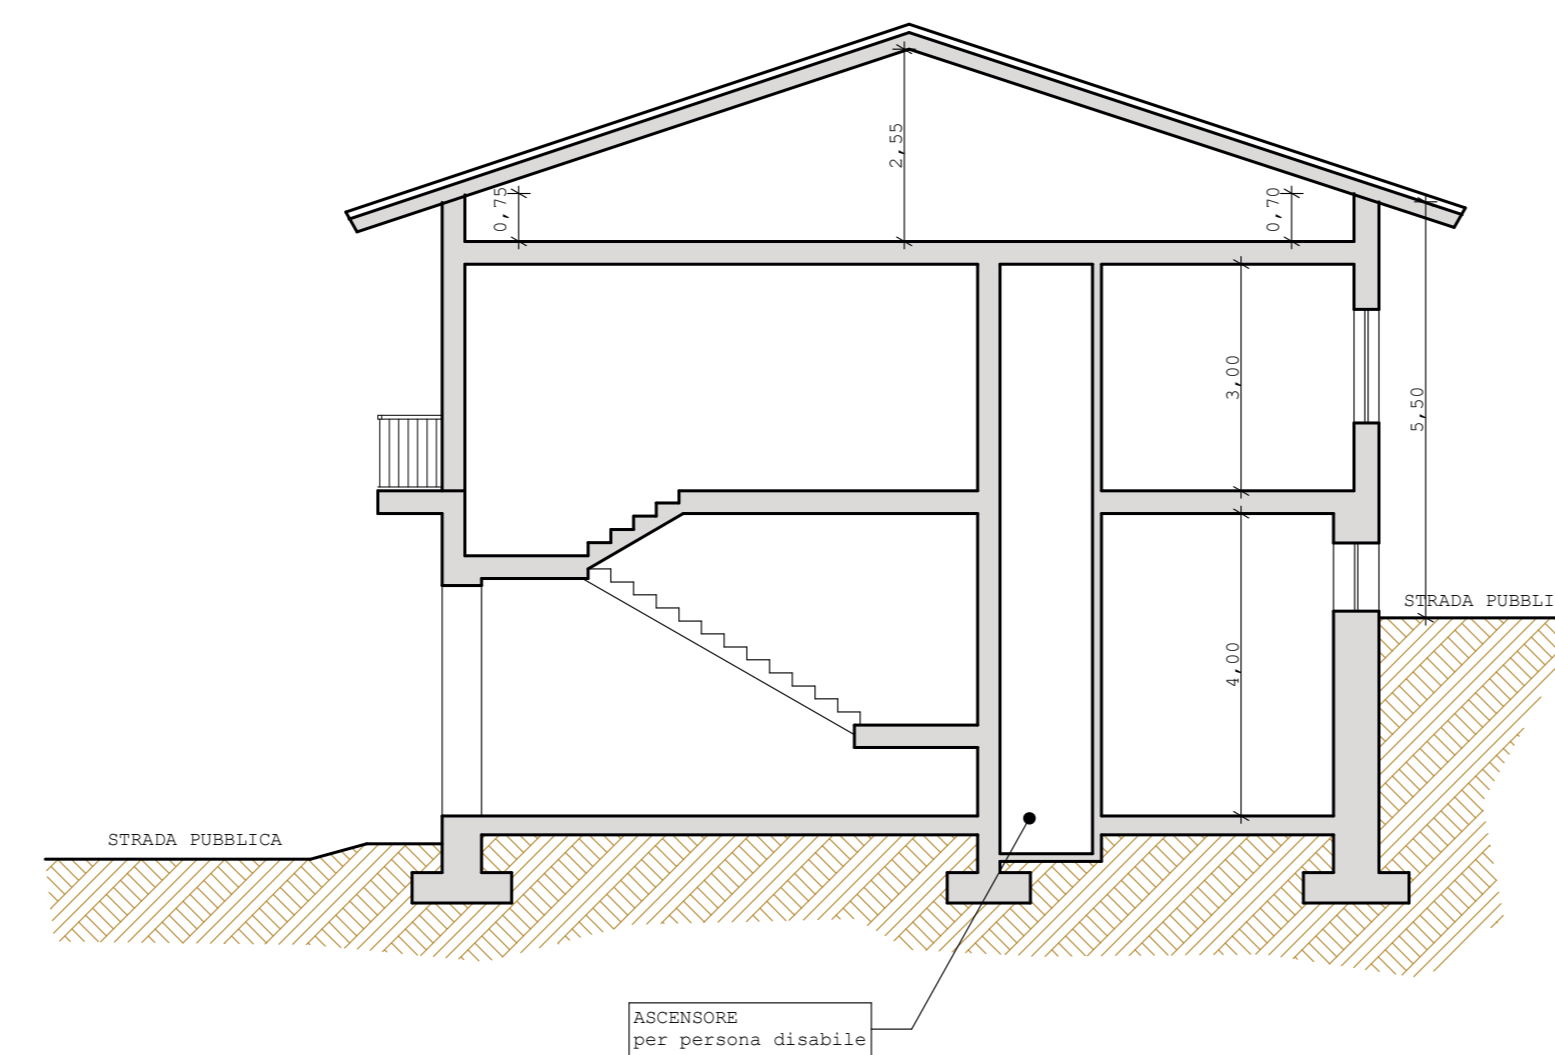 2,55
0,75
0,70
3,00
5,50
STRADA PUBBLI
4,00
STRADA PUBBLICA
ASCENSORE
per persona disabile